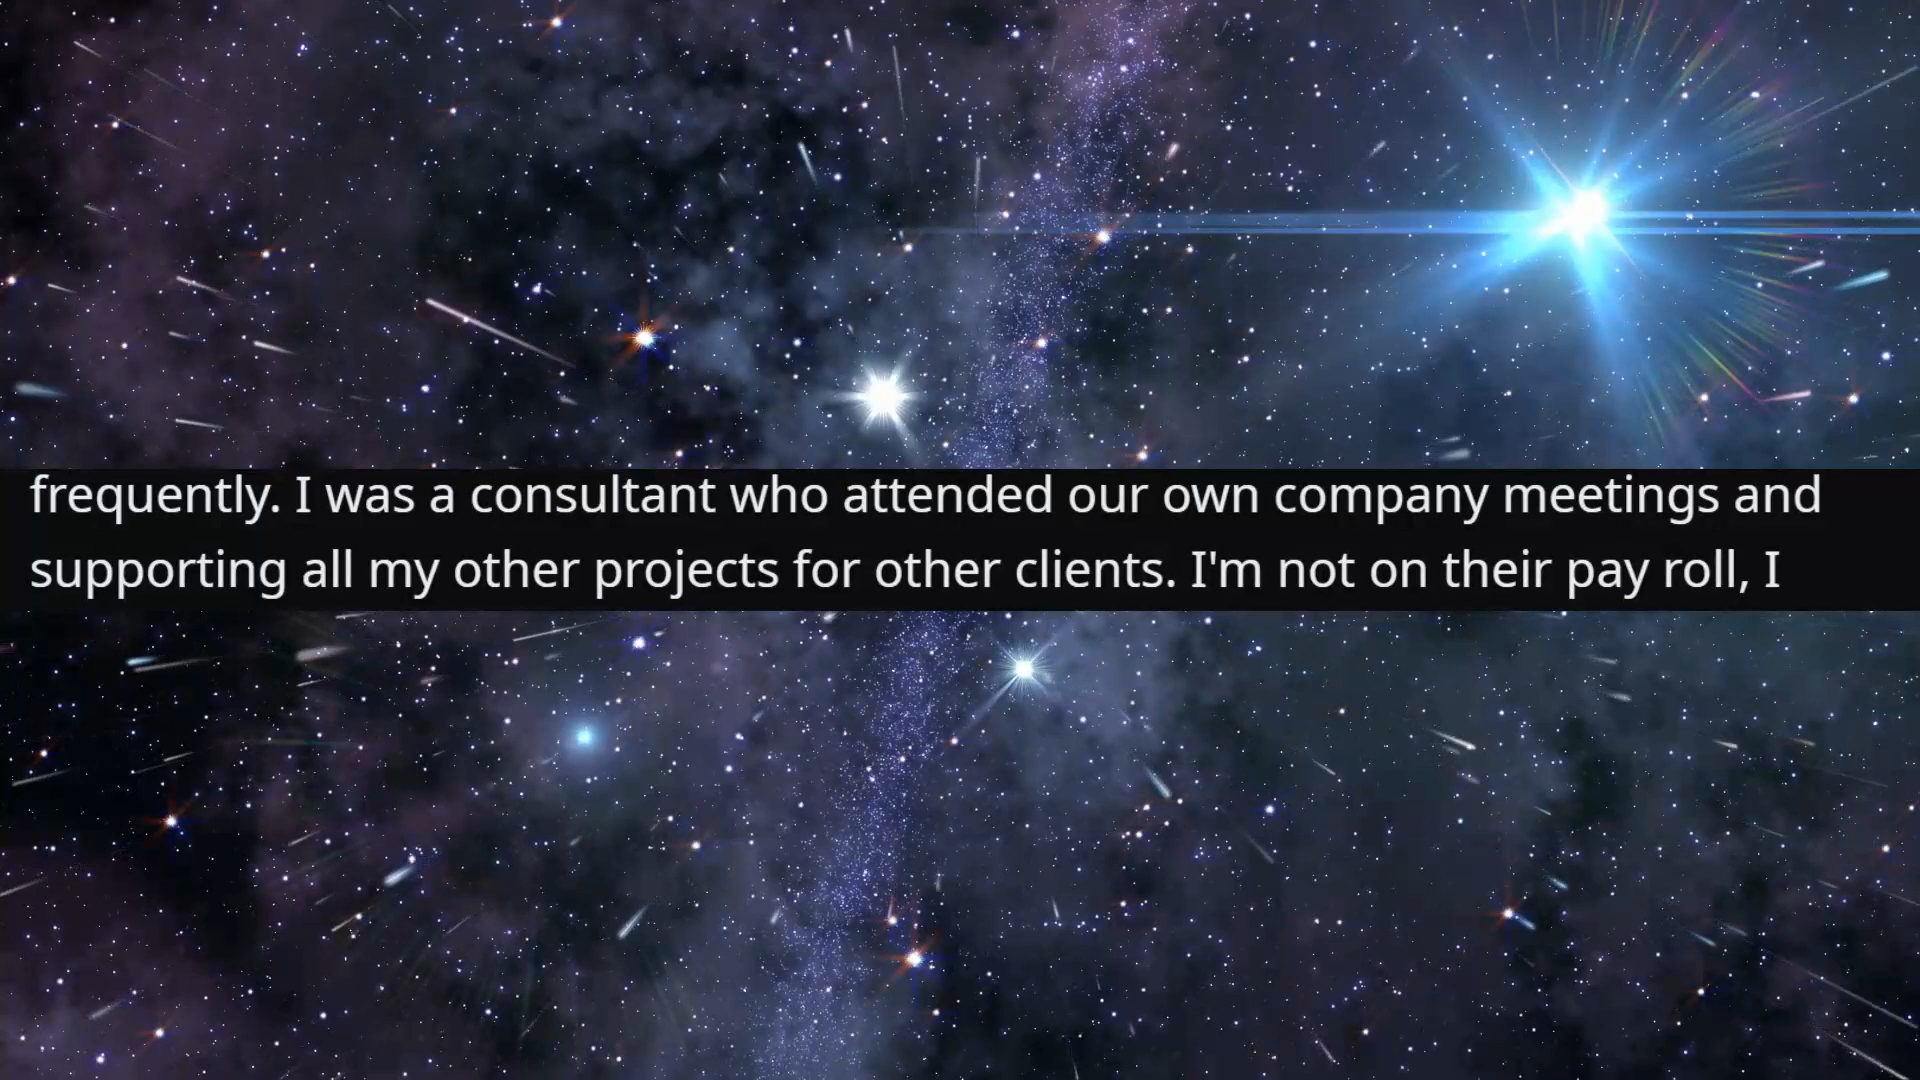 frequently. I was a consultant who attended our own company meetings and
supporting all my other projects for other clients. I'm not on their pay roll, I